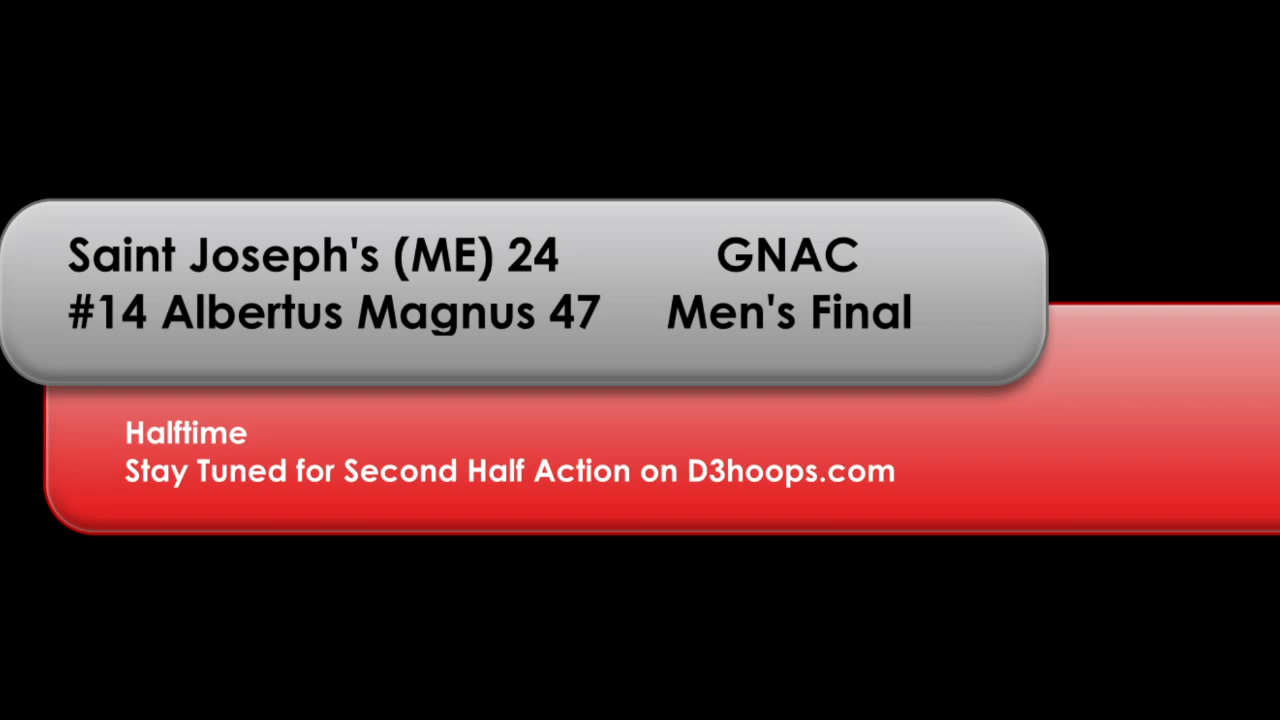 Saint Joseph's (ME) 24 GNAC
#14 Albertus Magnus 47 Men's Final
Halftime
Stay Tuned for Second Half Action on D3hoops.com